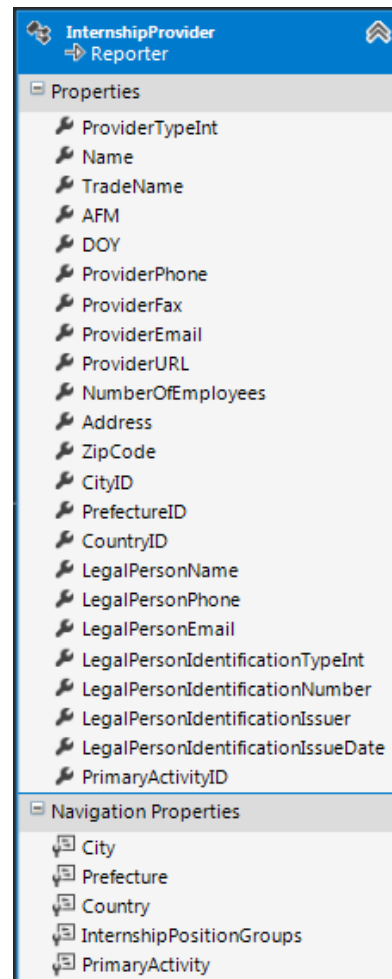 InternshipProvider
Reporter
Properties
ProviderTypeInt
Name
TradeName
AFM
DOY
ProviderPhone
ProviderFax
ProviderEmail
ProviderURL
NumberOfEmployees
Address
ZipCode
CityID
PrefectureID
CountryID
LegalPersonName
LegalPersonPhone
LegalPersonEmail
LegalPersonIdentificationTypeInt
LegalPersonIdentificationNumber
LegalPersonIdentificationIssuer
LegalPersonIdentificationIssueDate
PrimaryActivityID
Navigation Properties
City
Prefecture
Country
InternshipPositionGroups
PrimaryActivity